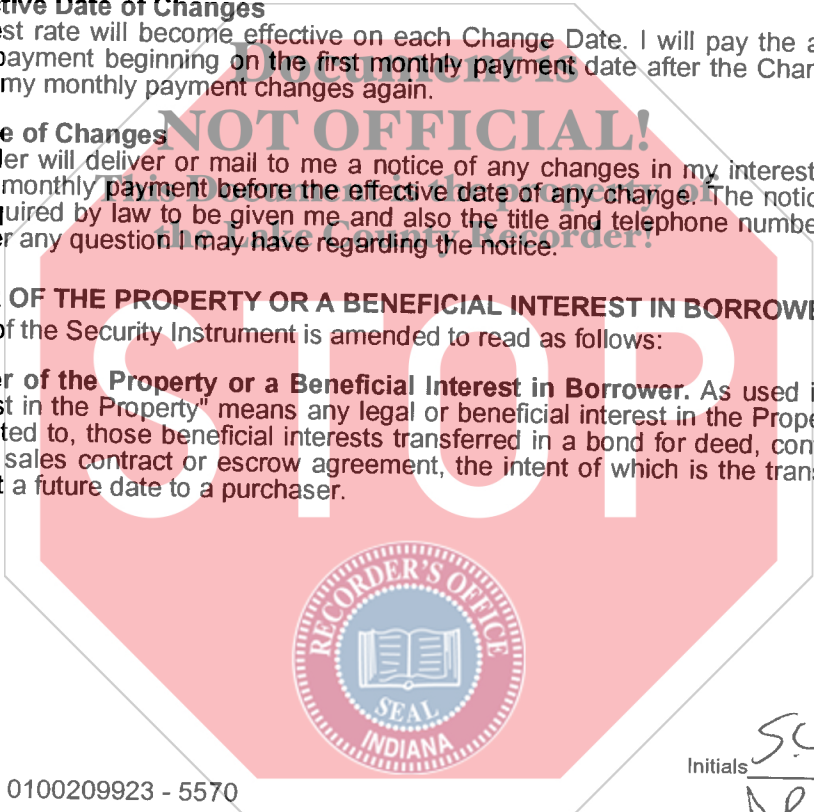 tive Date of Changes
st rate will become effective on each Change Date. I will pay the a
payment beginning on the first monthly payment date after the Chan
my monthly payment changes again.
e of Changes
er will deliver or mail to me a notice of any changes in my interest
monthly payment before the effective date of any change. The notic
quired by law to be given me and also the title and telephone numbe
r any question I may have regarding the notice.
OF THE PROPERTY OR A BENEFICIAL INTEREST IN BORROWE
of the Security Instrument is amended to read as follows:
r of the Property or a Beneficial Interest in Borrower. As used i
st in the Property" means any legal or beneficial interest in the Prope
ted to, those beneficial interests transferred in a bond for deed, con
sales contract or escrow agreement, the intent of which is the tran
t a future date to a purchaser.
Document is
NOT OFFICIAL!
This Document is the property of
the Lake County Recorder!
STOP
RECORDER'S OFFICE
SEAL
INDIANA
Initials
0100209923 - 5570